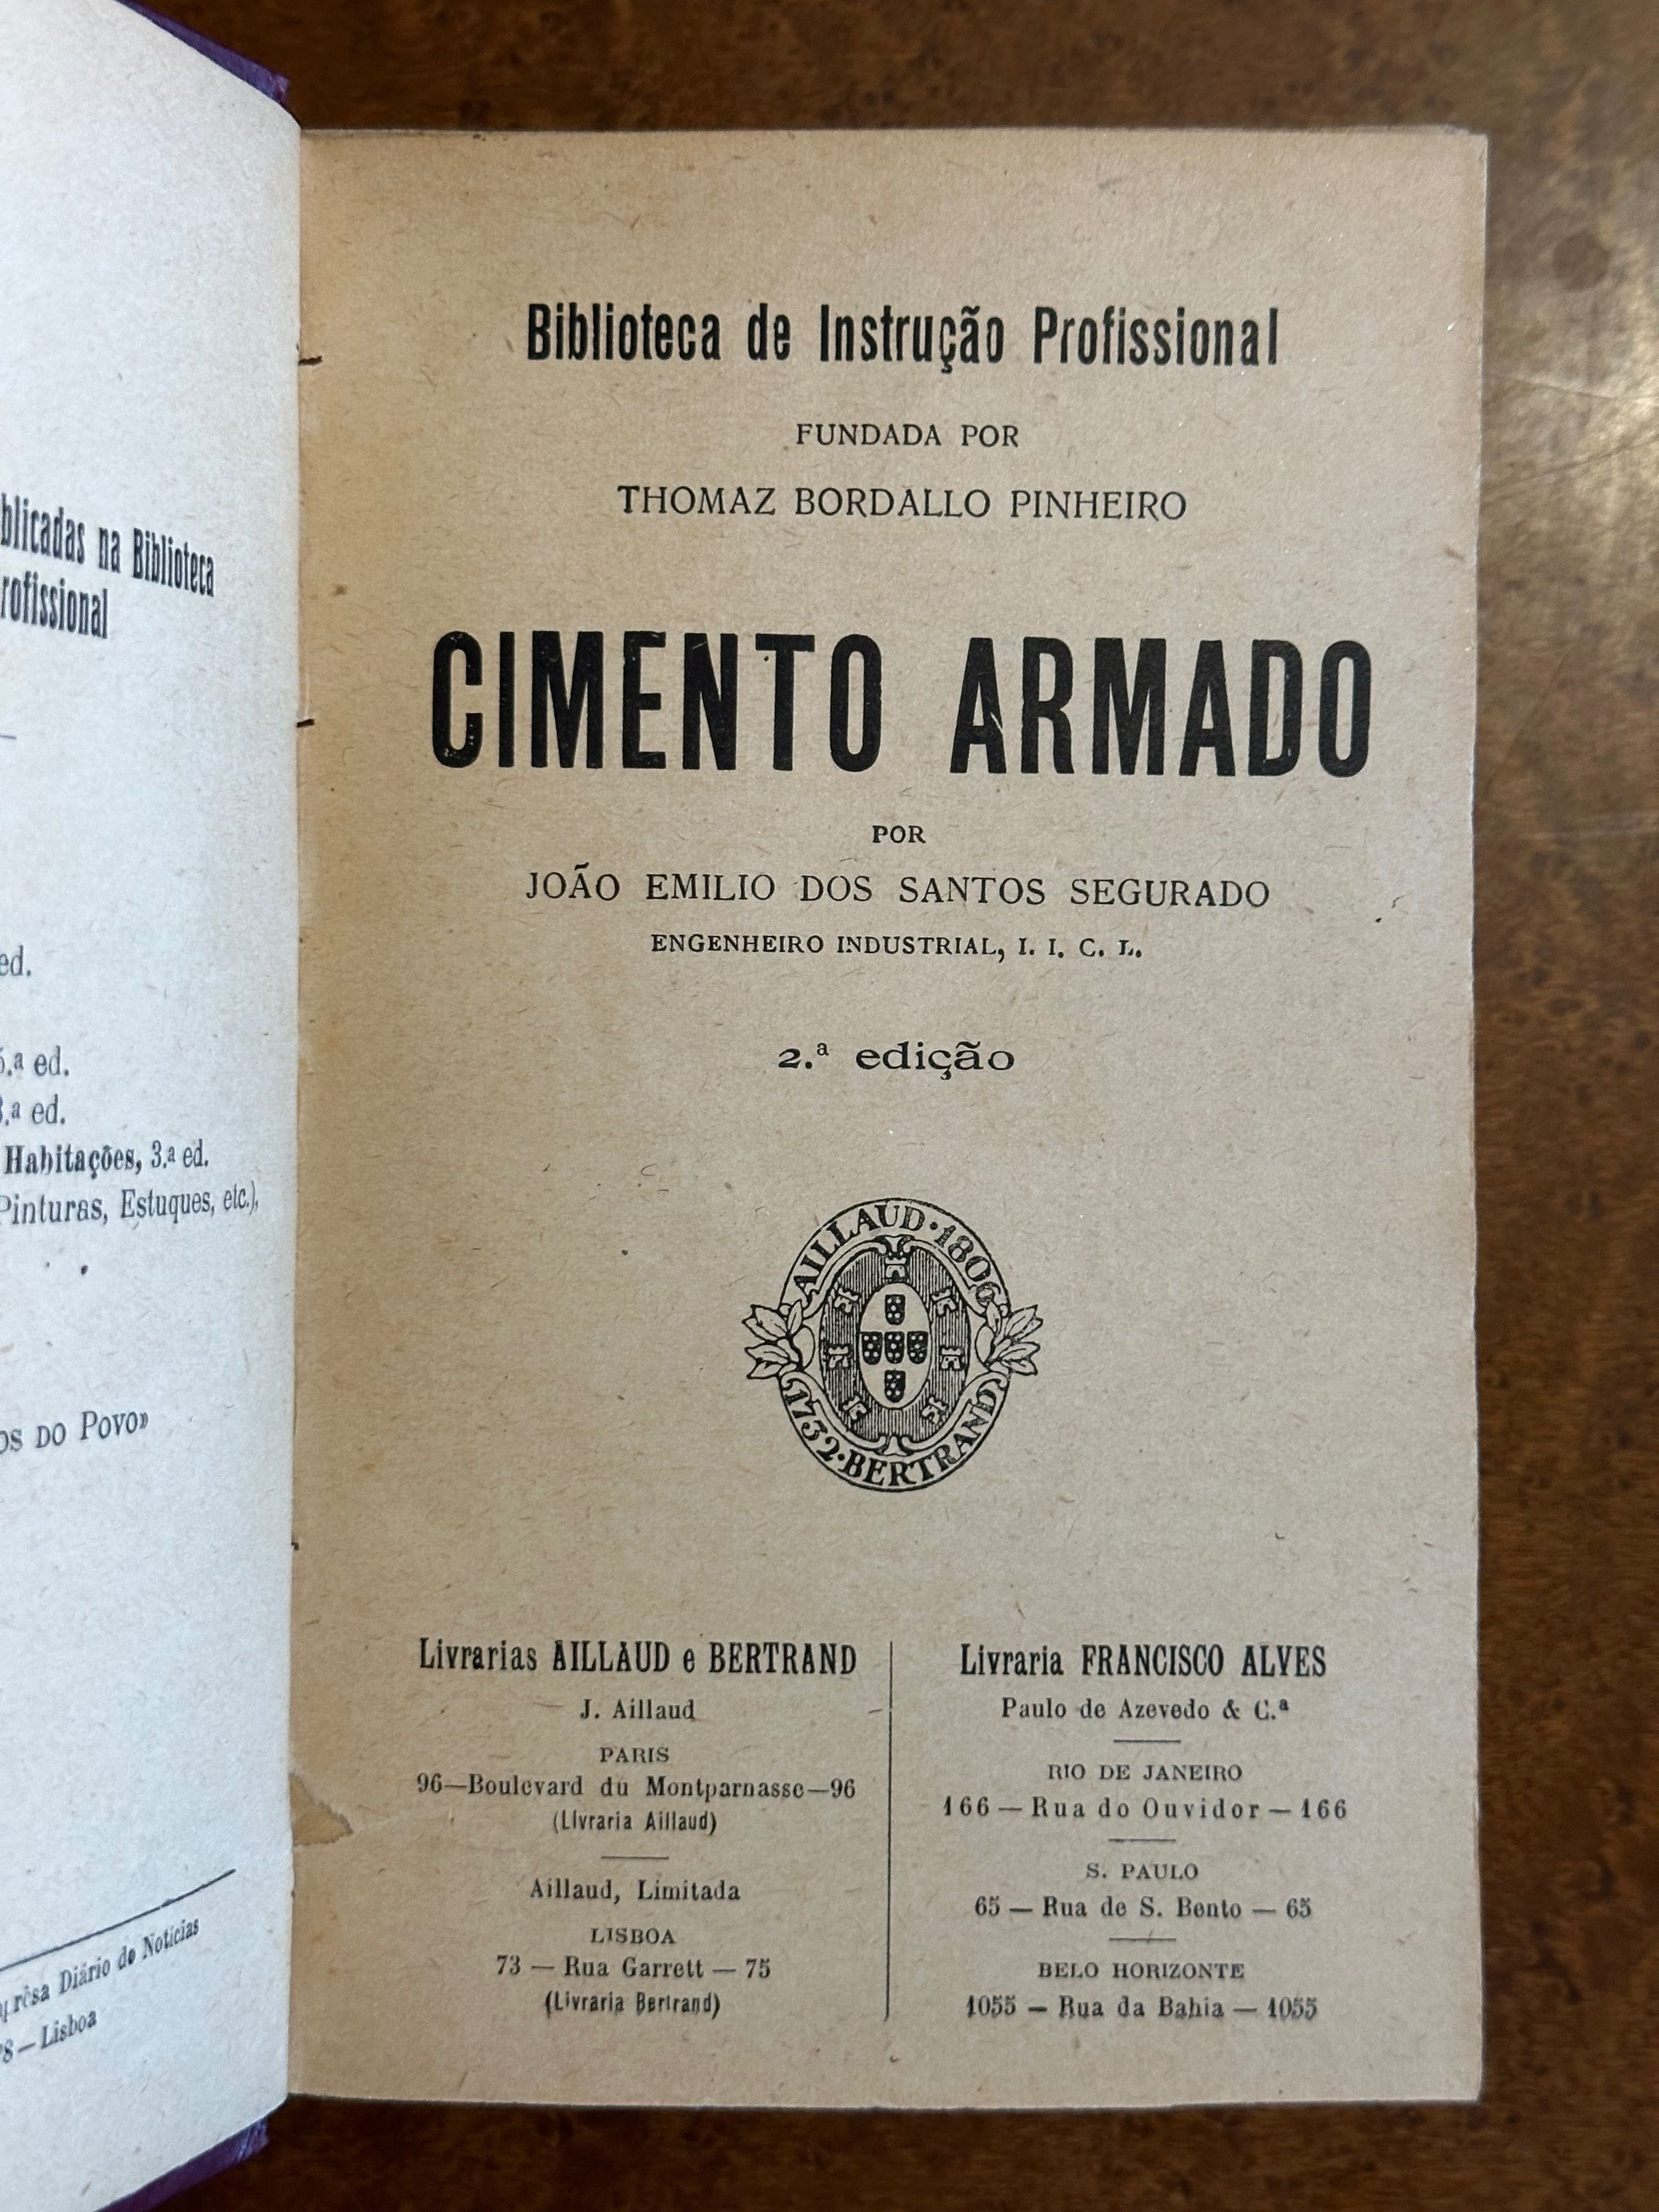 blicadas na Biblioteca
rofissional
ed.
.ª ed.
.ª ed.
Habitações, 3.ª ed.
Pinturas, Estuques, etc.),
os do Povo»
rêsa Diário de Notícias
8 — Lisboa
Biblioteca de Instrução Profissional
FUNDADA POR
THOMAZ BORDALLO PINHEIRO
CIMENTO ARMADO
POR
JOÃO EMILIO DOS SANTOS SEGURADO
ENGENHEIRO INDUSTRIAL, I. I. C. L.
2.ª edição
AILLAUD · 1806
1732 · BERTRAND
Livrarias AILLAUD e BERTRAND
J. Aillaud
PARIS
96—Boulevard du Montparnasse—96
(Livraria Aillaud)
Aillaud, Limitada
LISBOA
73 — Rua Garrett — 75
(Livraria Bertrand)
Livraria FRANCISCO ALVES
Paulo de Azevedo & C.ª
RIO DE JANEIRO
166 — Rua do Ouvidor — 166
S. PAULO
65 — Rua de S. Bento — 65
BELO HORIZONTE
1055 — Rua da Bahia — 1055